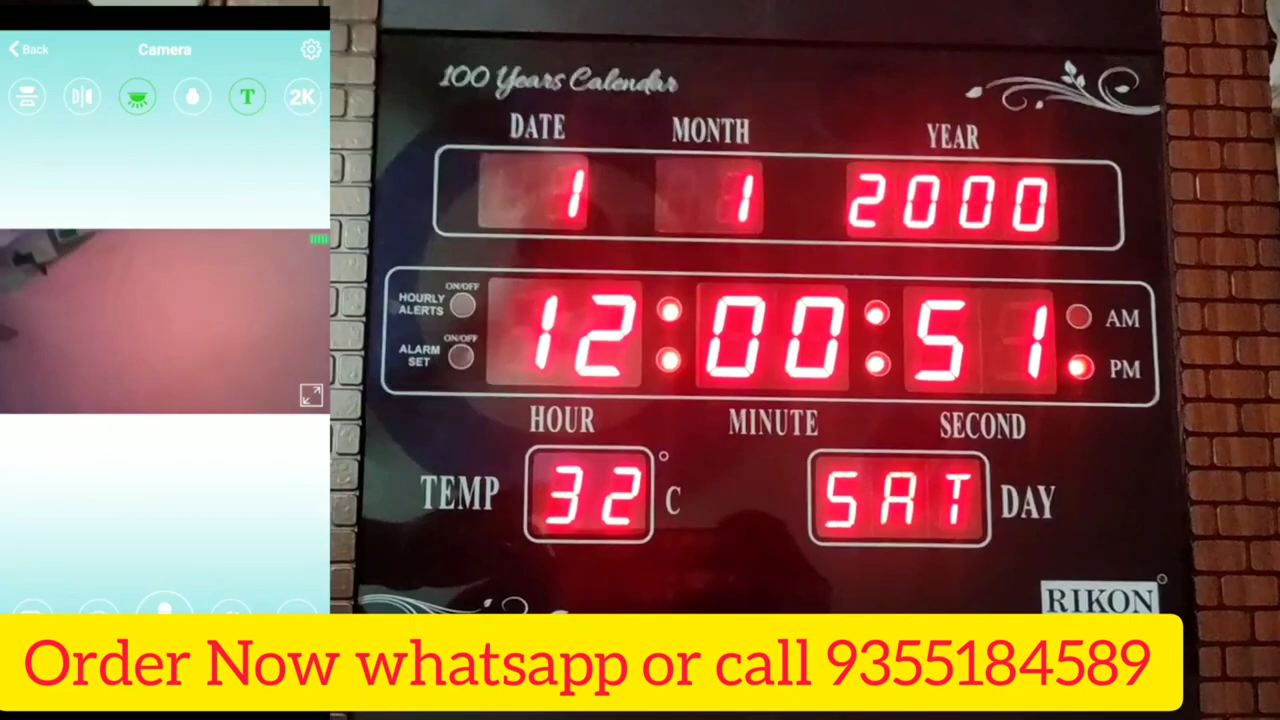 Back
Camera
T
2K
100 Years Calendar
DATE MONTH YEAR
1 1 2000
ON/OFF
HOURLY
ALERTS
ON/OFF
ALARM
SET
12:00:51
AM
PM
HOUR MINUTE SECOND
TEMP 32 °C
SAT DAY
RIKON
Order Now whatsapp or call 9355184589